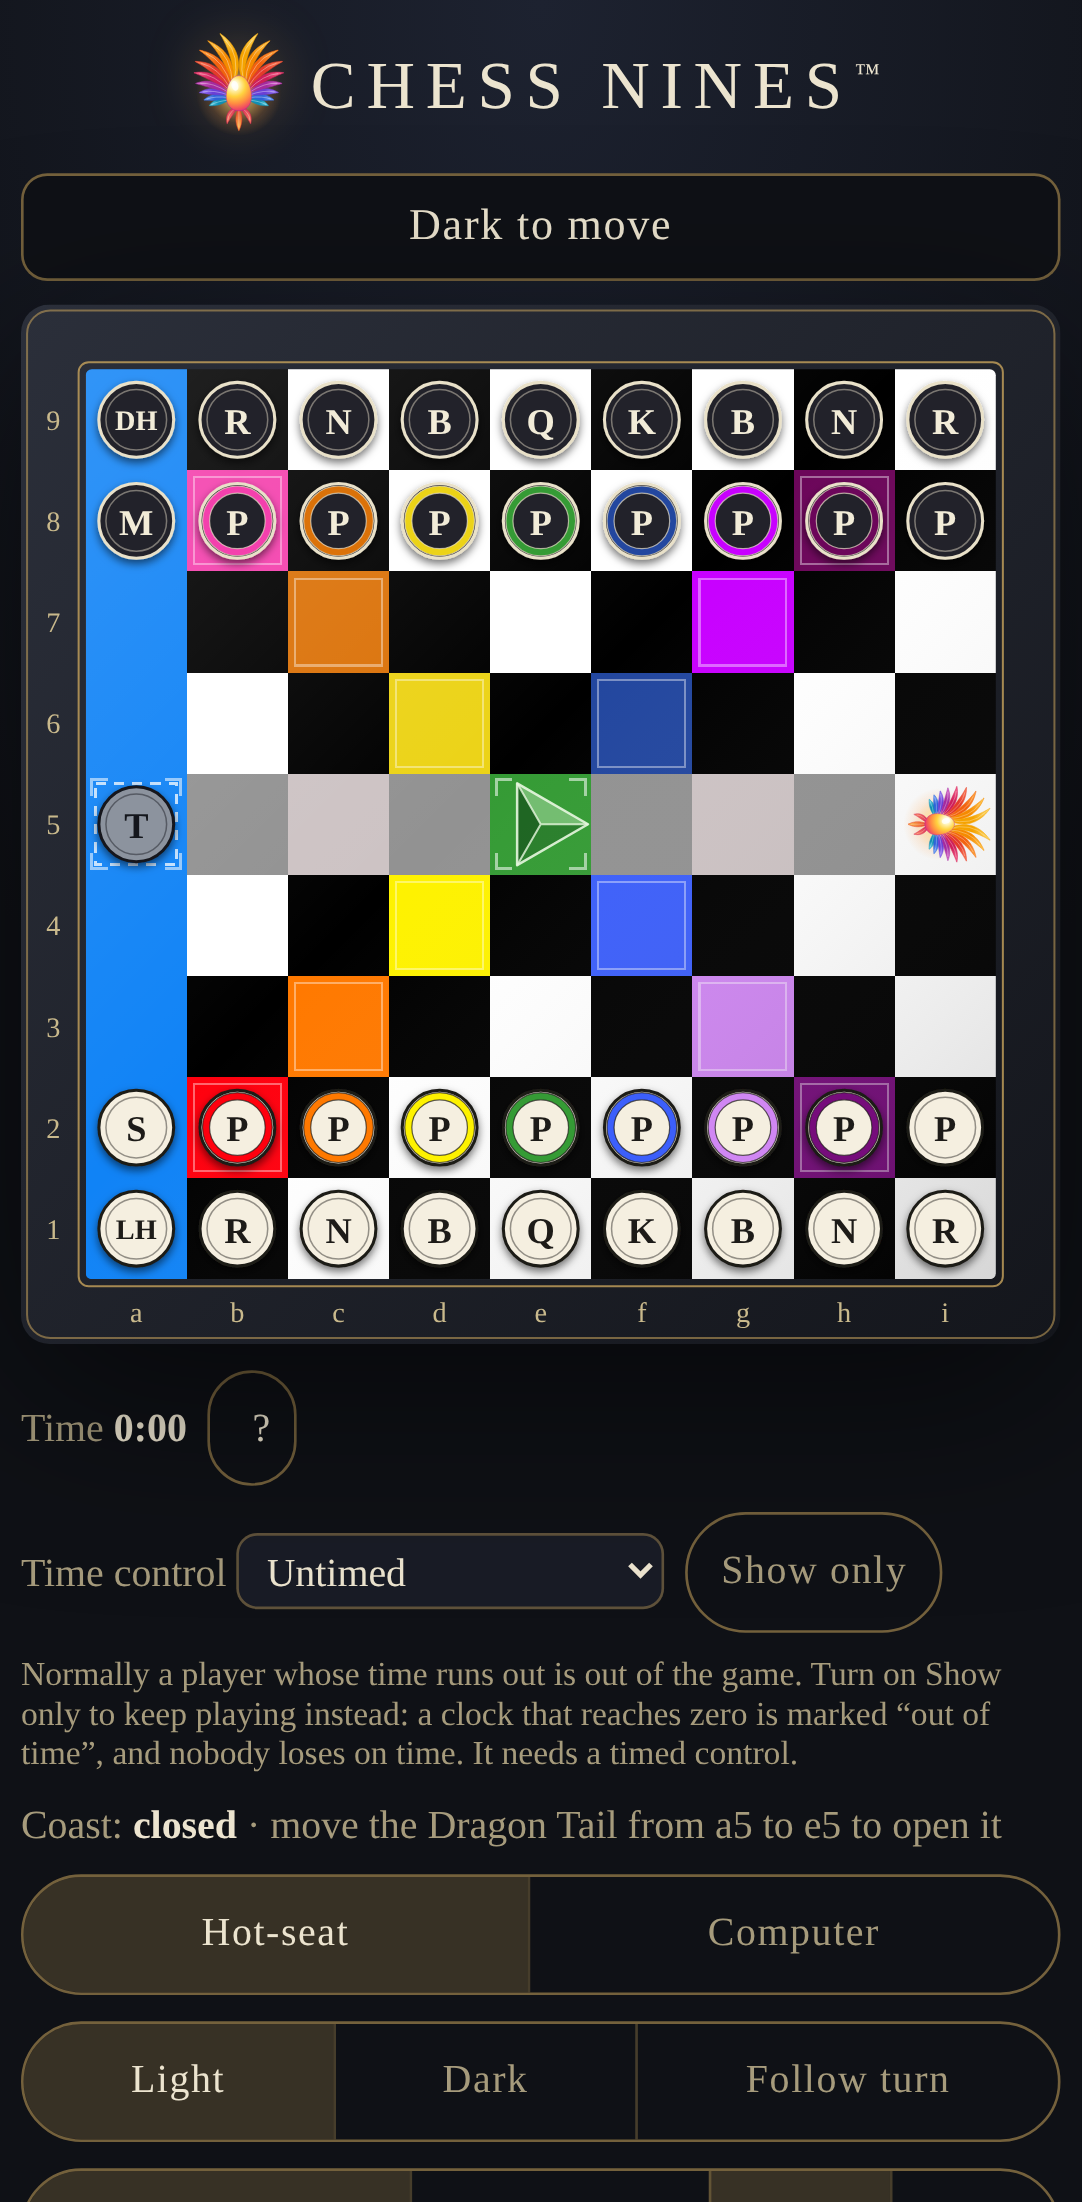 CHESS NINES™
Dark to move
9 DH R N B Q K B N R
8 M P P P P P P P P
7
6
5 T
4
3
2 S P P P P P P P P
1 LH R N B Q K B N R
a b c d e f g h i
Time 0:00 ?
Time control Untimed Show only
Normally a player whose time runs out is out of the game. Turn on Show
only to keep playing instead: a clock that reaches zero is marked “out of
time”, and nobody loses on time. It needs a timed control.
Coast: closed · move the Dragon Tail from a5 to e5 to open it
Hot-seat Computer
Light Dark Follow turn